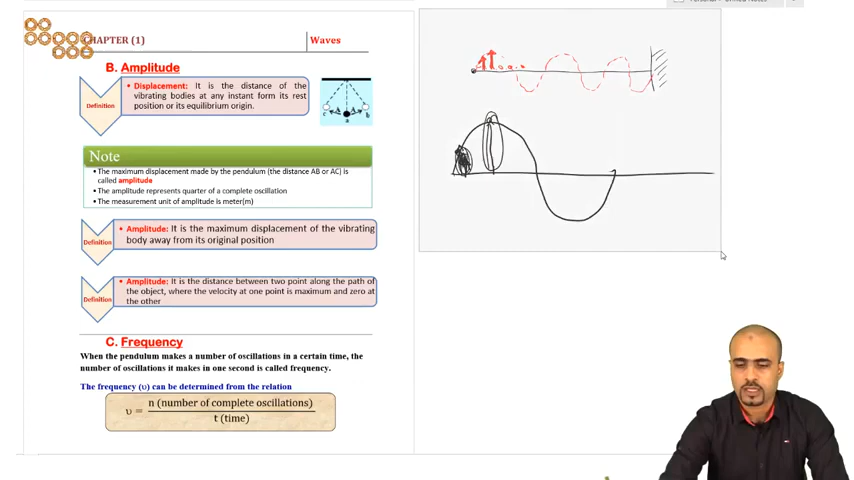 CHAPTER (1)
Waves
B. Amplitude
Definition
• Displacement: It is the distance of the
vibrating bodies at any instant form its rest
position or its equilibrium origin.
A
A
c
a
b
Note
• The maximum displacement made by the pendulum (the distance AB or AC) is
called amplitude
• The amplitude represents quarter of a complete oscillation
• The measurement unit of amplitude is meter(m)
Definition
• Amplitude: It is the maximum displacement of the vibrating
body away from its original position
Definition
• Amplitude: It is the distance between two point along the path of
the object, where the velocity at one point is maximum and zero at
the other
C. Frequency
When the pendulum makes a number of oscillations in a certain time, the
number of oscillations it makes in one second is called frequency.
The frequency (υ) can be determined from the relation
υ = n (number of complete oscillations)
t (time)